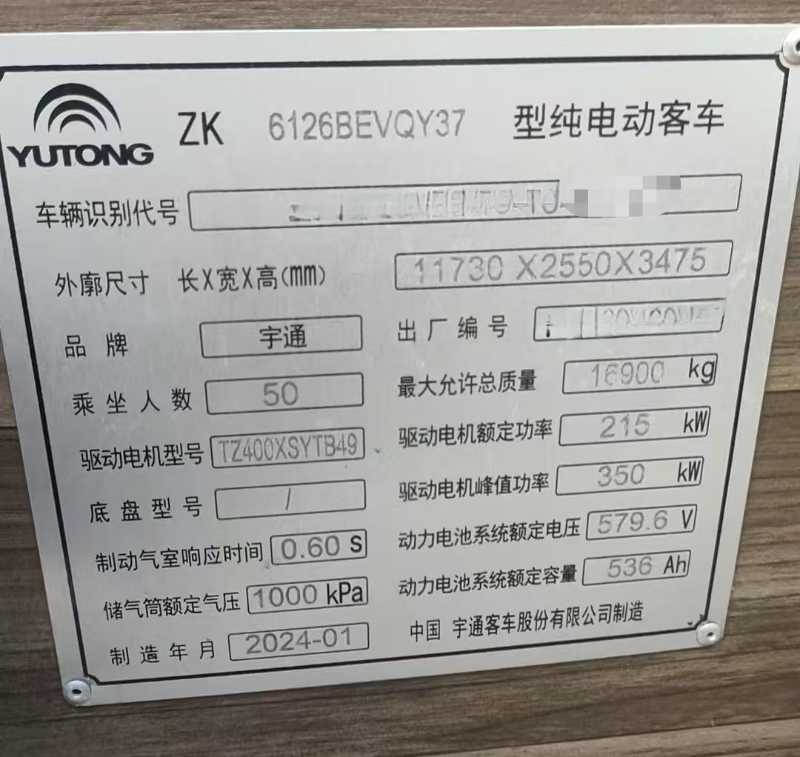 YUTONG ZK 6126BEVQY37 型纯电动客车
车辆识别代号
外廓尺寸 长X宽X高(mm) 11730X2550X3475
品牌 宇通 出厂编号
乘坐人数 50 最大允许总质量 16900 kg
驱动电机型号 TZ400XSYTB49 驱动电机额定功率 215 kW
底盘型号 / 驱动电机峰值功率 350 kW
制动气室响应时间 0.60 S 动力电池系统额定电压 579.6 V
储气筒额定气压 1000 kPa 动力电池系统额定容量 536 Ah
制造年月 2024-01 中国 宇通客车股份有限公司制造